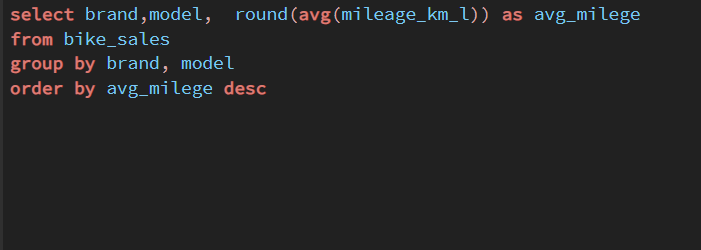 select brand,model,  round(avg(mileage_km_l)) as avg_milege
from bike_sales
group by brand, model
order by avg_milege desc